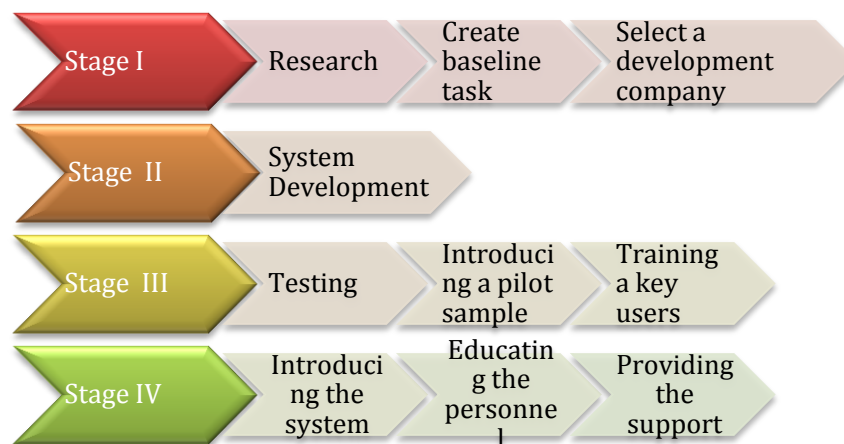 Stage I
Research
Create
baseline
task
Select a
development
company
Stage II
System
Development
Stage III
Testing
Introduci
ng a pilot
sample
Training
a key
users
Stage IV
Introduci
ng the
system
Educatin
g the
personne
l
Providing
the
support